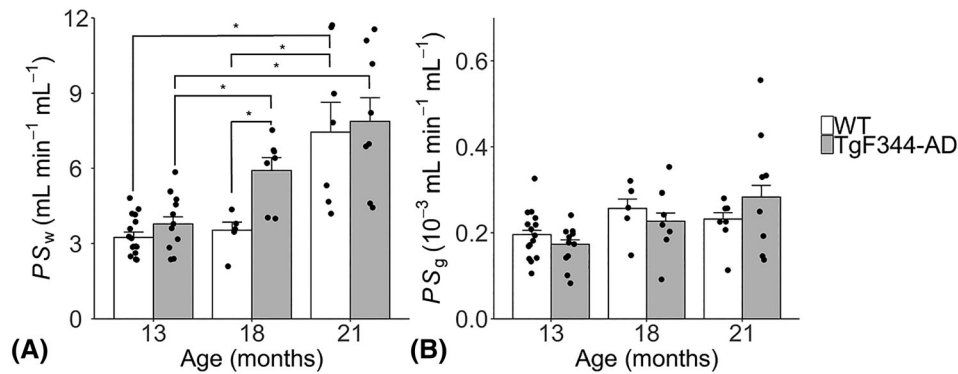 PSw (mL min−1 mL−1)
12
9
6
3
0
* * * * *
13 18 21
Age (months)
(A)
PSg (10−3 mL min−1 mL−1)
0.6
0.4
0.2
0.0
13 18 21
Age (months)
(B)
WT
TgF344-AD